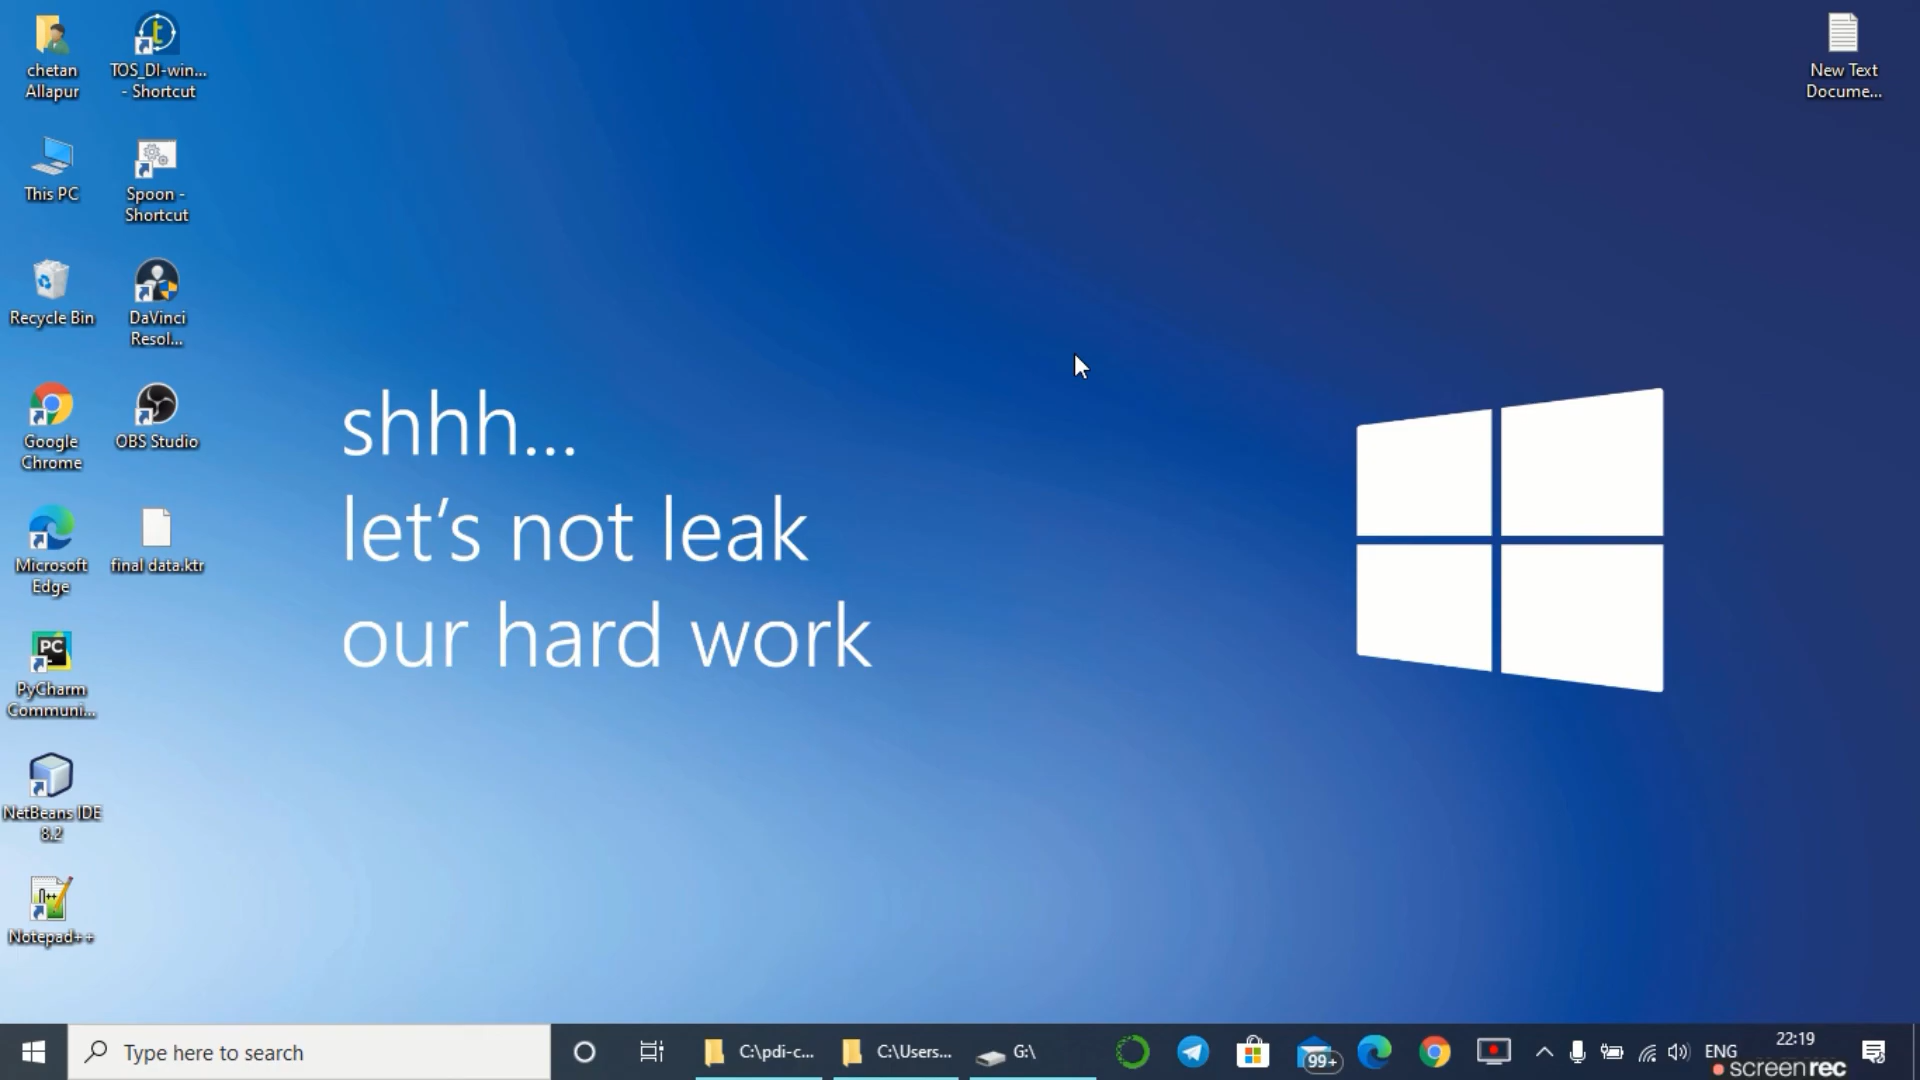 chetan
Allapur
TOS_DI-win...
- Shortcut
This PC
Spoon -
Shortcut
Recycle Bin
DaVinci
Resol...
Google
Chrome
OBS Studio
Microsoft
Edge
final data.ktr
PC
PyCharm
Communi...
NetBeans IDE
8.2
Notepad++
New Text
Docume...
shhh...
let's not leak
our hard work
Type here to search
C:\pdi-c...
C:\Users...
G:\
99+
ENG
22:19
screenrec